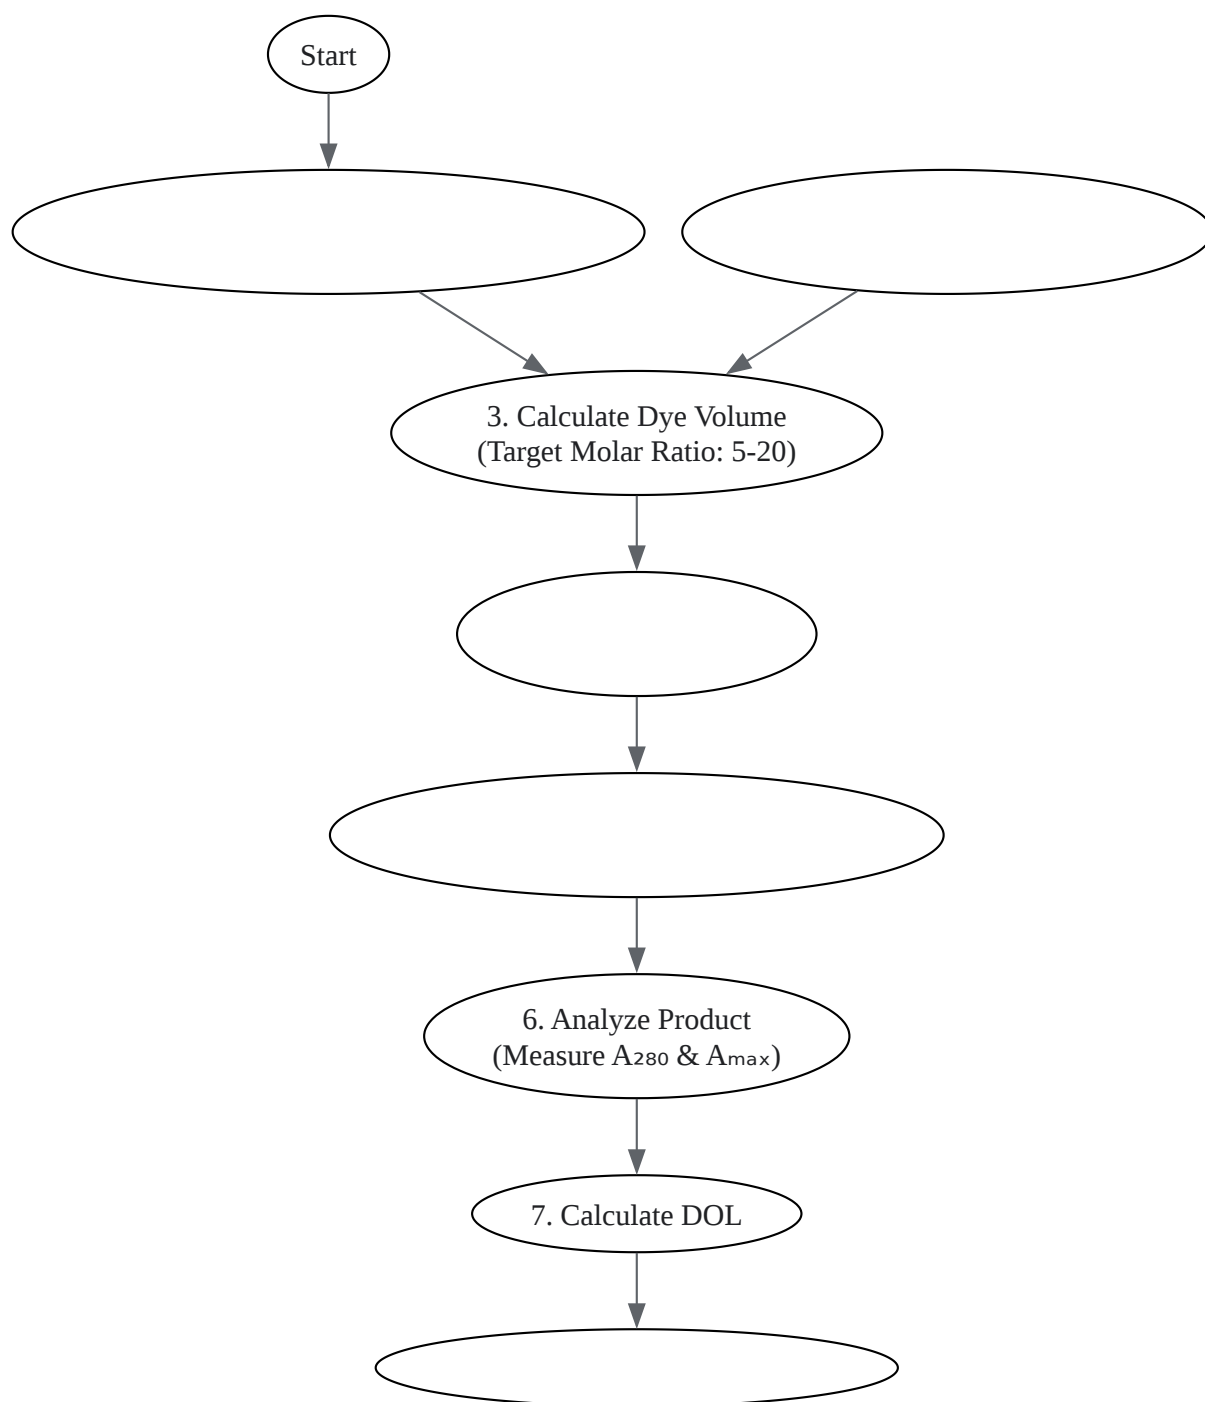 Start
3. Calculate Dye Volume
(Target Molar Ratio: 5-20)
6. Analyze Product
(Measure A₂₈₀ & Aₘₐₓ)
7. Calculate DOL